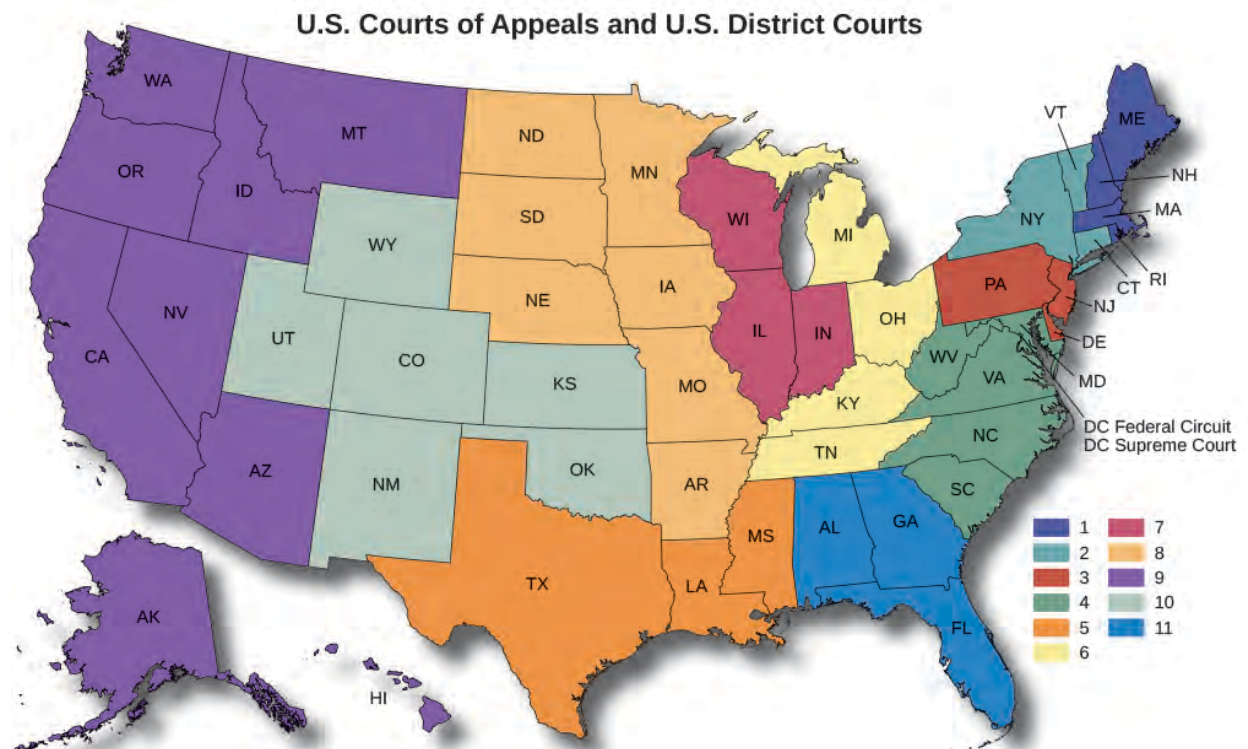 U.S. Courts of Appeals and U.S. District Courts
WA
MT
ND
MN
VT
ME
OR
ID
SD
WI
MI
NY
NH
MA
WY
RI
CT
NV
NE
IA
PA
NJ
CA
UT
CO
IL
IN
OH
DE
KS
MO
WV
VA
MD
KY
DC Federal Circuit
DC Supreme Court
NC
AZ
NM
OK
TN
AR
SC
TX
LA
MS
AL
GA
FL
AK
HI
1
2
3
4
5
6
7
8
9
10
11